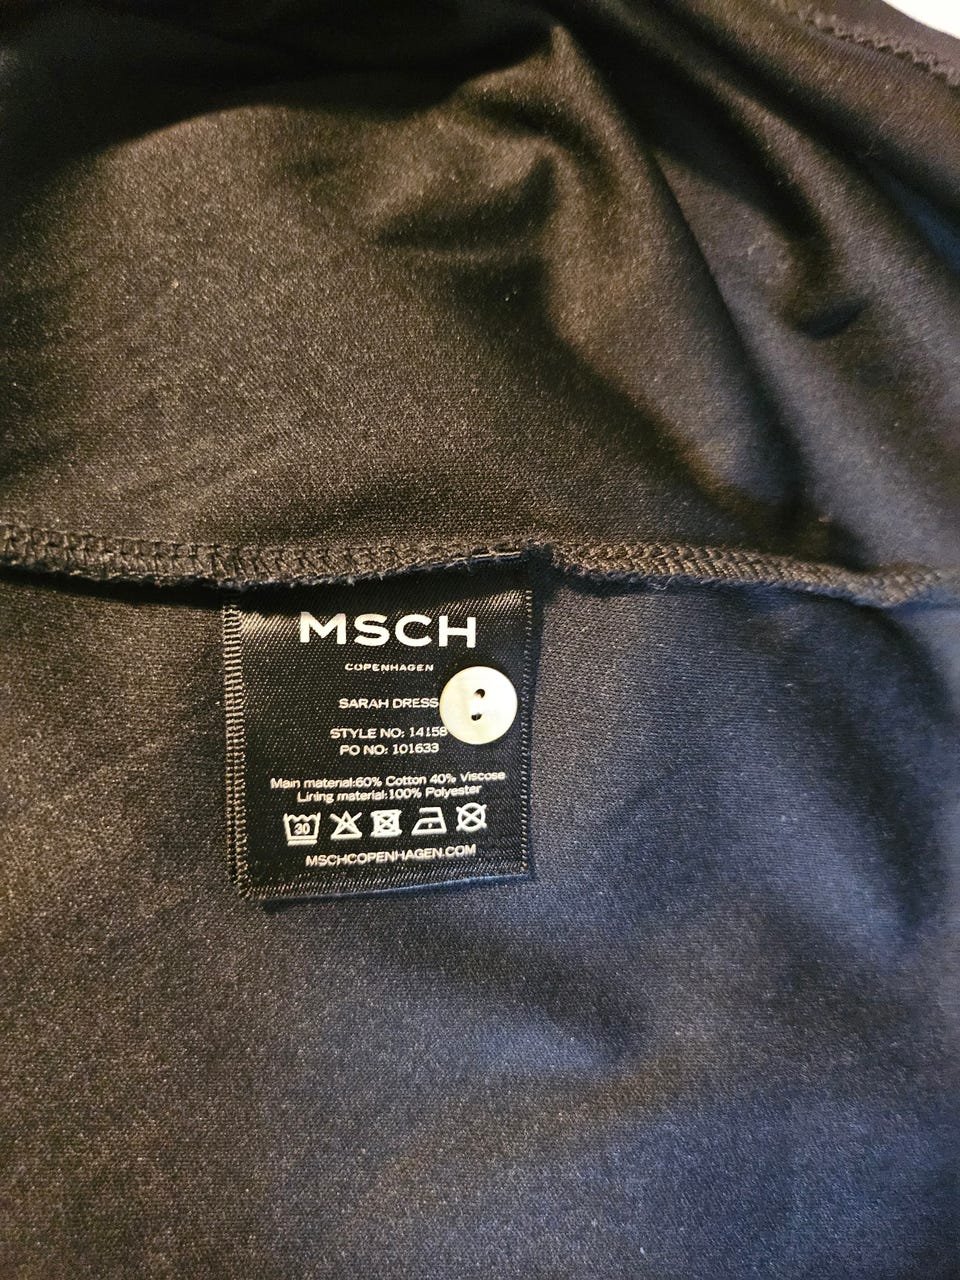 MSCH
COPENHAGEN
SARAH DRESS
STYLE NO: 14158
PO NO: 101633
Main material:60% Cotton 40% Viscose
Lining material:100% Polyester
30
MSCHCOPENHAGEN.COM